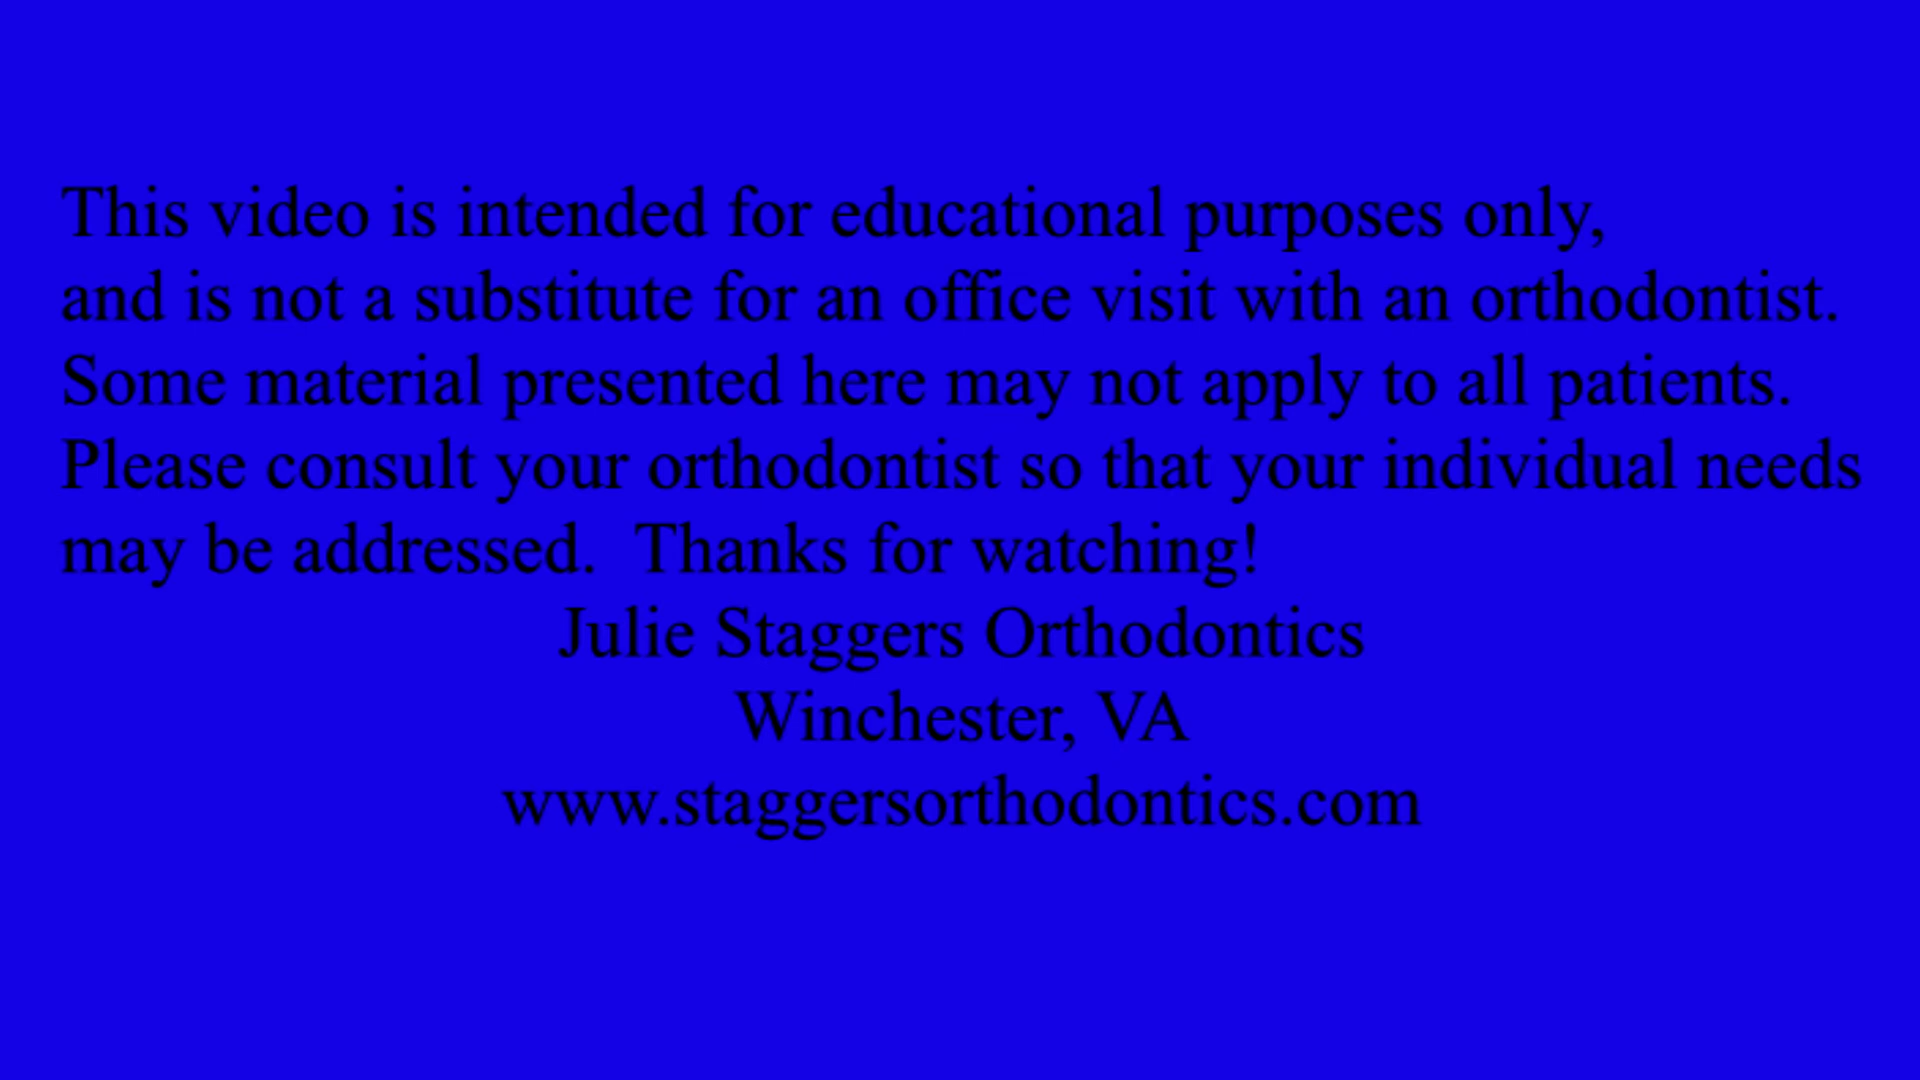 This video is intended for educational purposes only,
and is not a substitute for an office visit with an orthodontist.
Some material presented here may not apply to all patients.
Please consult your orthodontist so that your individual needs
may be addressed.  Thanks for watching!
Julie Staggers Orthodontics
Winchester, VA
www.staggersorthodontics.com